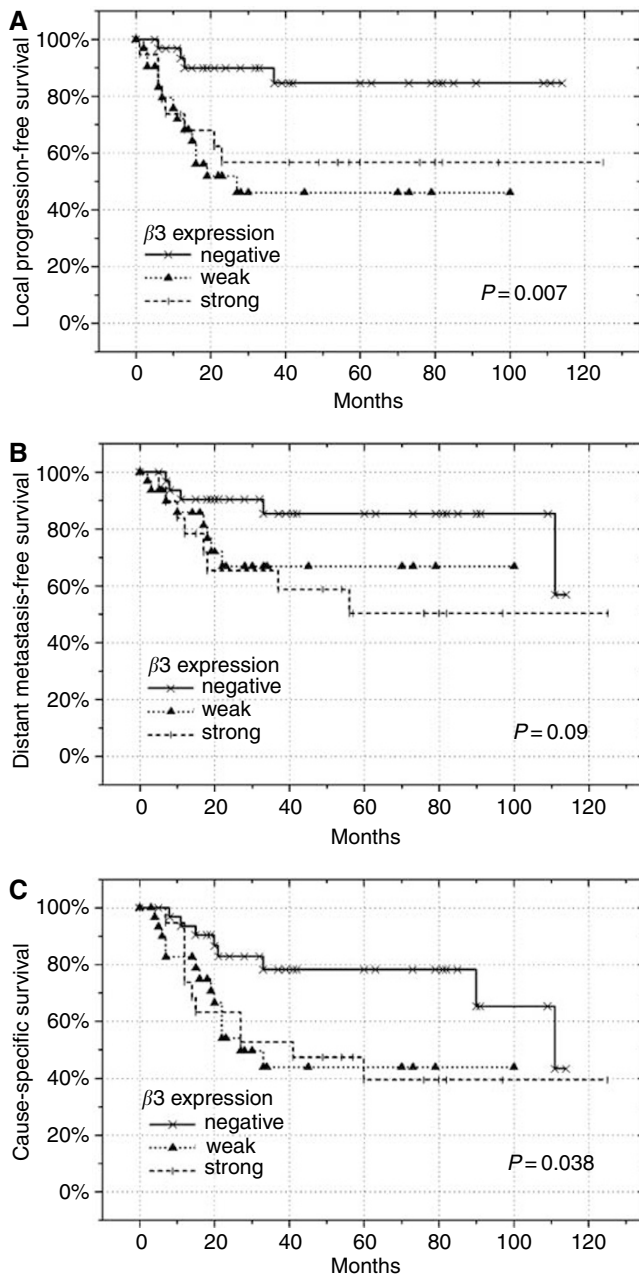 A
Local progression-free survival
100%
80%
60%
40%
20%
0%
β3 expression
negative
weak
strong
P = 0.007
0 20 40 60 80 100 120
Months
B
Distant metastasis-free survival
100%
80%
60%
40%
20%
0%
β3 expression
negative
weak
strong
P = 0.09
0 20 40 60 80 100 120
Months
C
Cause-specific survival
100%
80%
60%
40%
20%
0%
β3 expression
negative
weak
strong
P = 0.038
0 20 40 60 80 100 120
Months